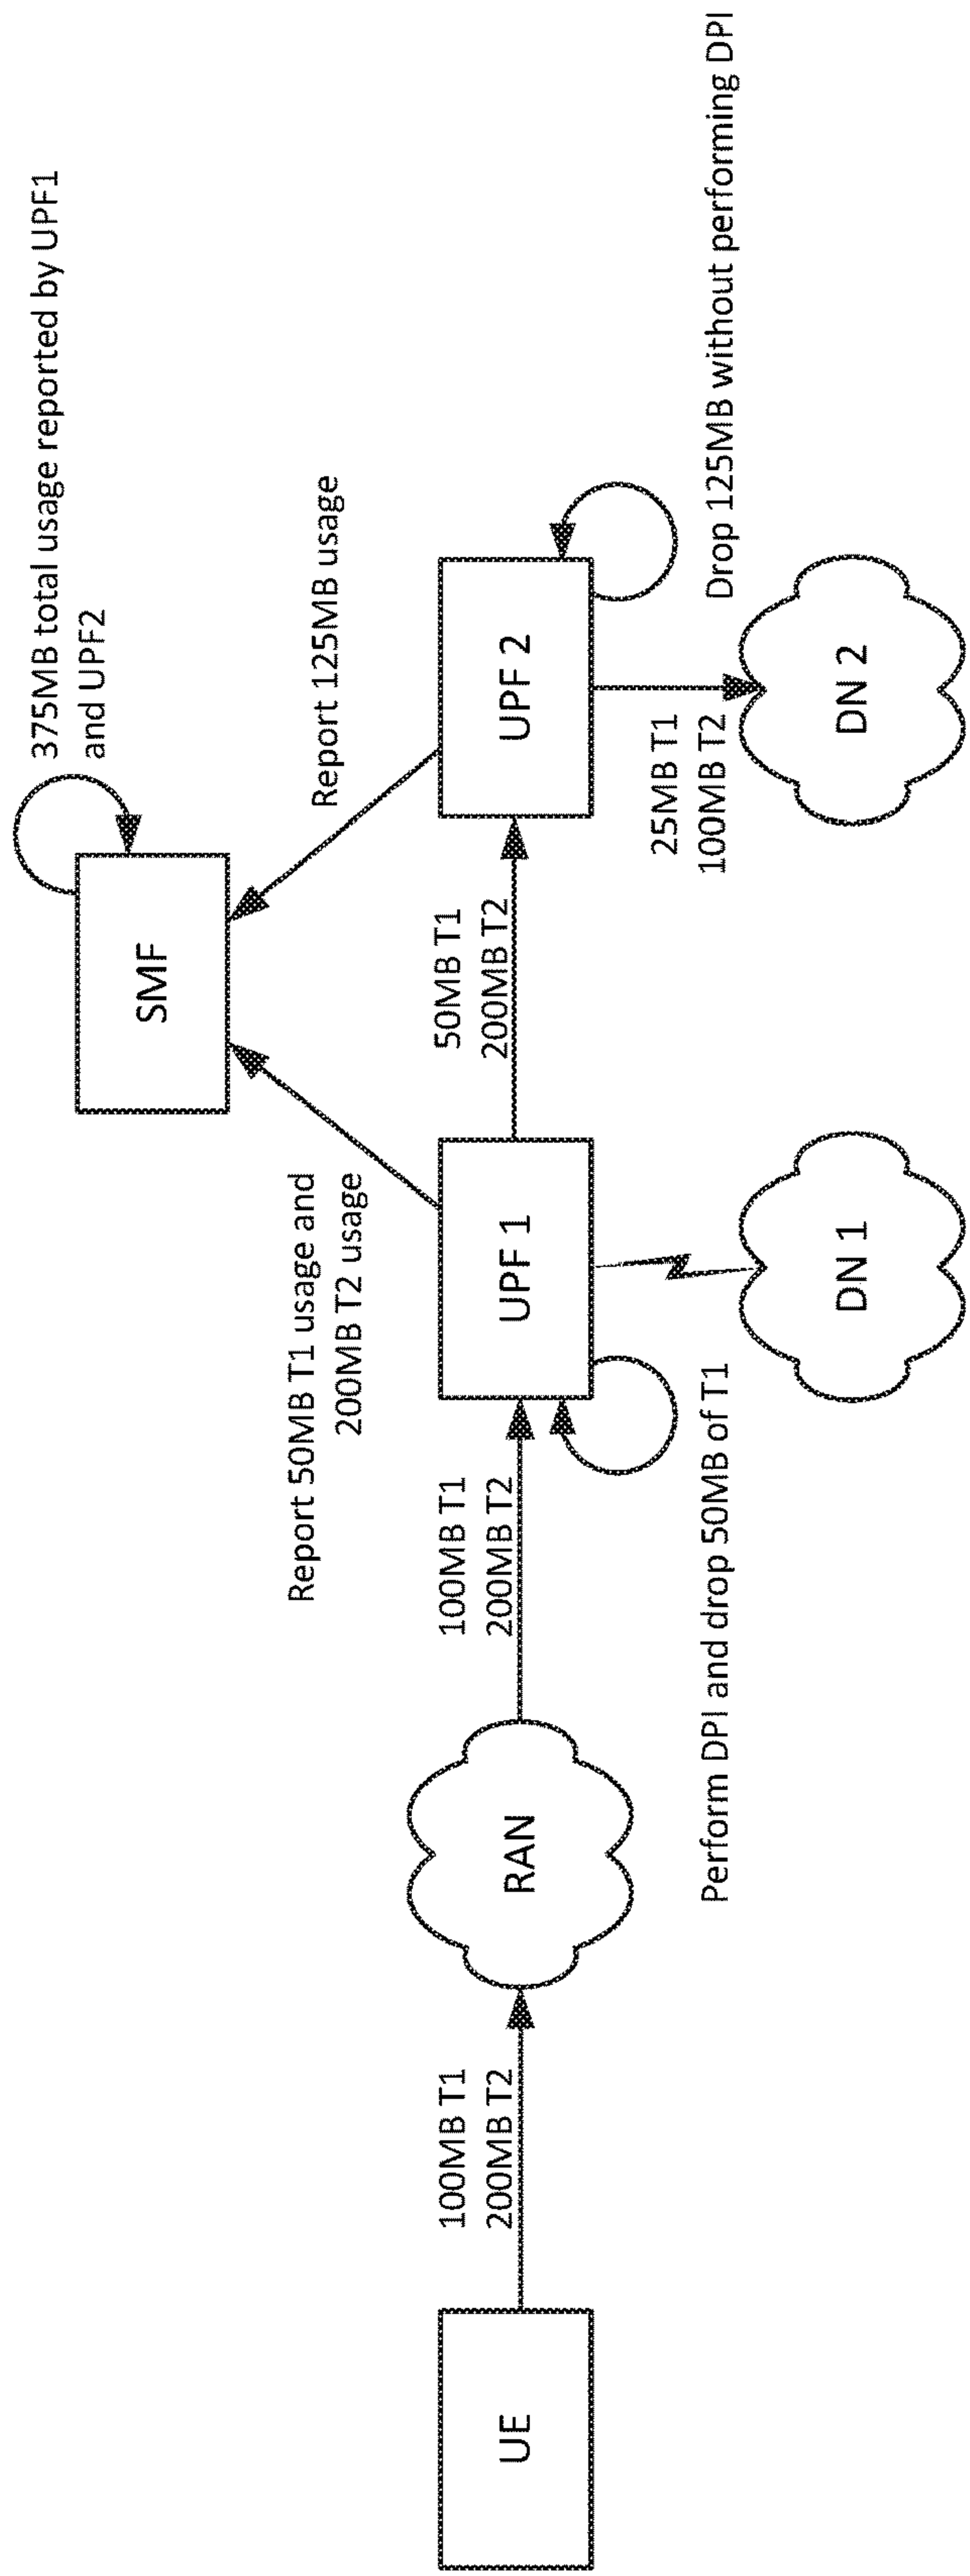 375MB total usage reported by UPF1
and UPF2
SMF
Report 50MB T1 usage and
200MB T2 usage
Report 125MB usage
100MB T1
200MB T2
100MB T1
200MB T2
50MB T1
200MB T2
UE
RAN
UPF 1
UPF 2
25MB T1
100MB T2
Perform DPI and drop 50MB of T1
Drop 125MB without performing DPI
DN 1
DN 2